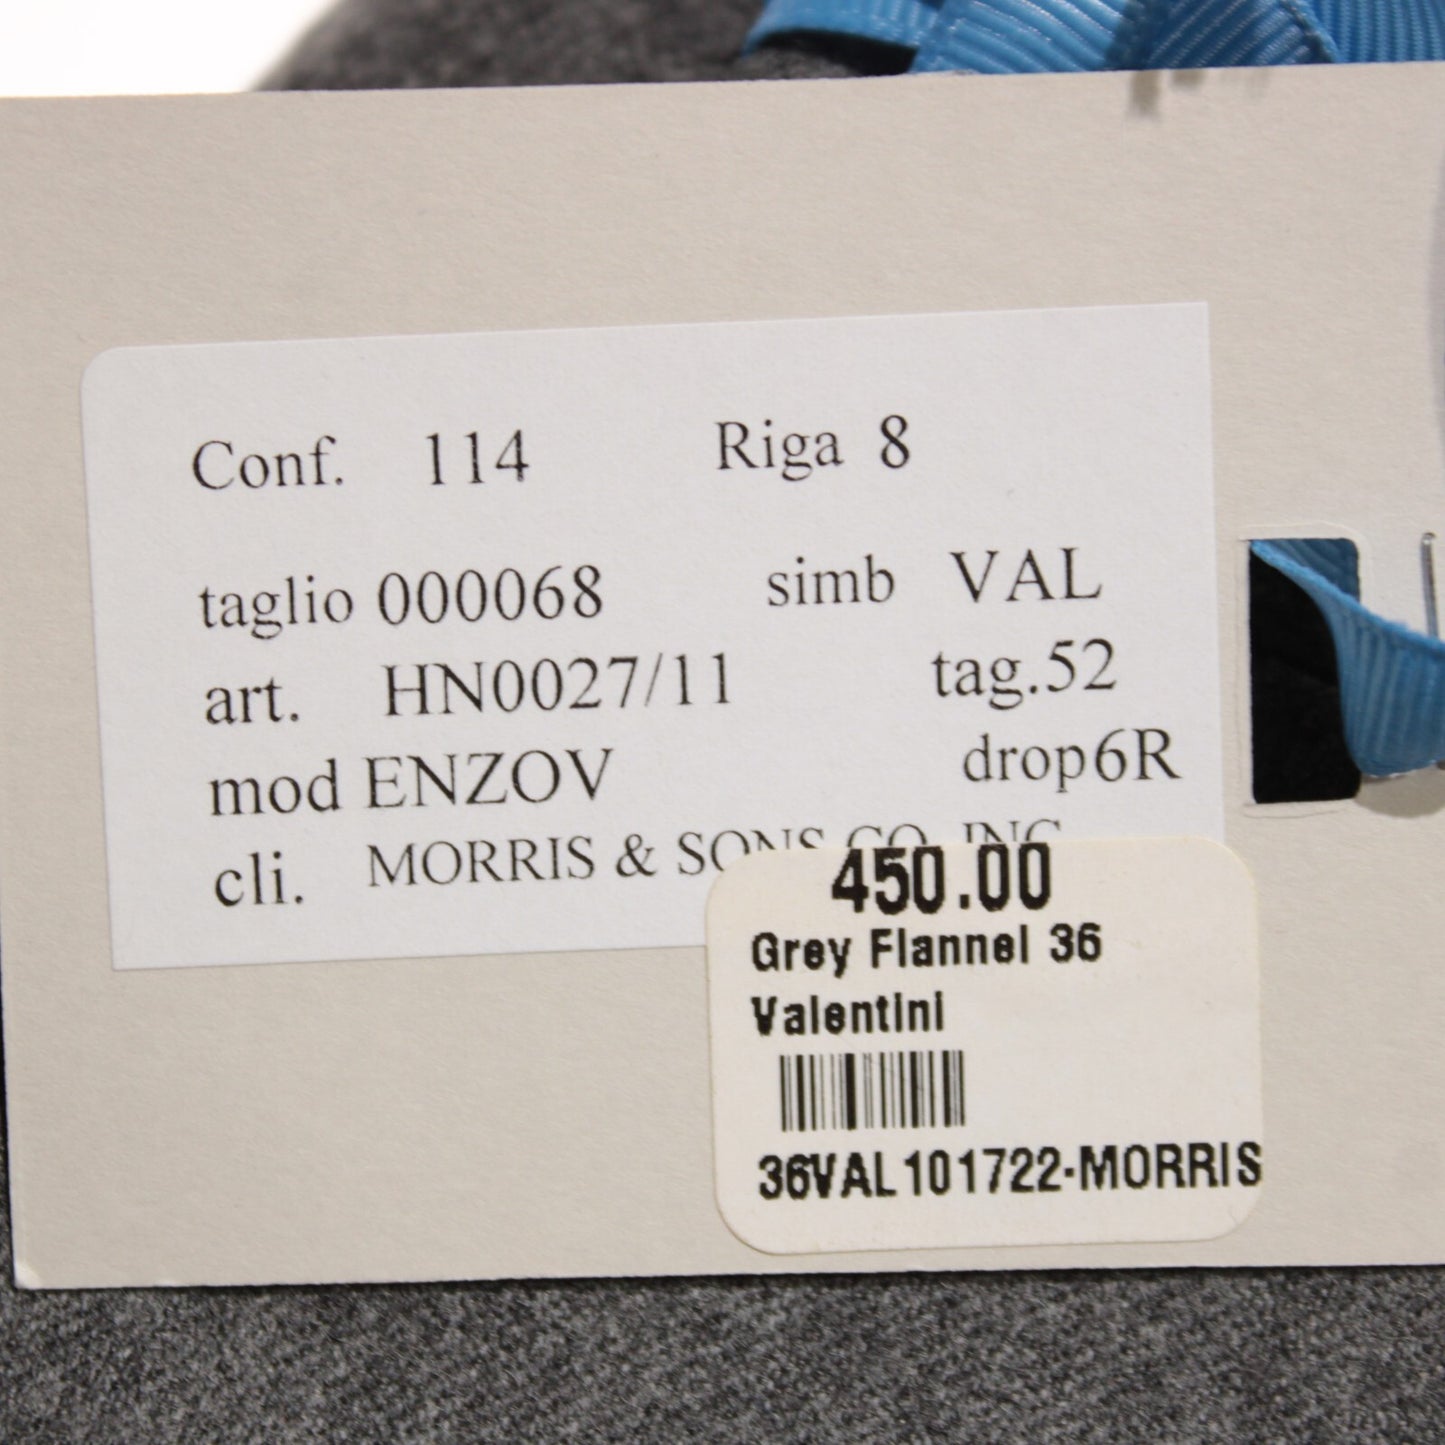 Conf. 114 Riga 8
taglio 000068 simb VAL
art. HN0027/11 tag.52
mod ENZOV drop6R
cli. MORRIS & SONS CO. INC
450.00
Grey Flannel 36
Valentini
36VAL101722-MORRIS